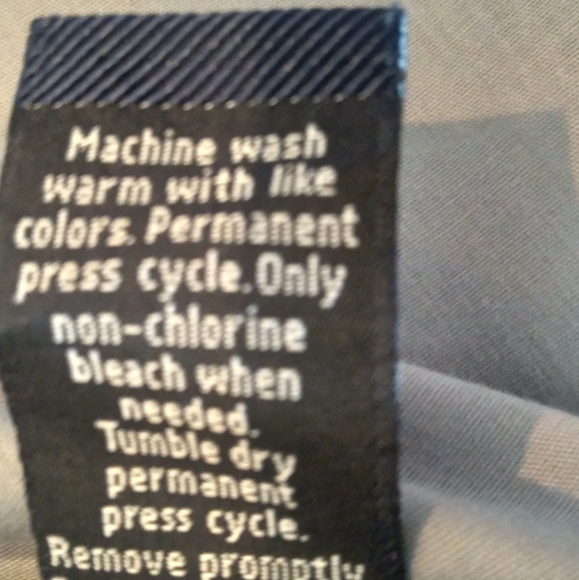 Machine wash
warm with like
colors. Permanent
press cycle. Only
non-chlorine
bleach when
needed.
Tumble dry
permanent
press cycle.
Remove promptly